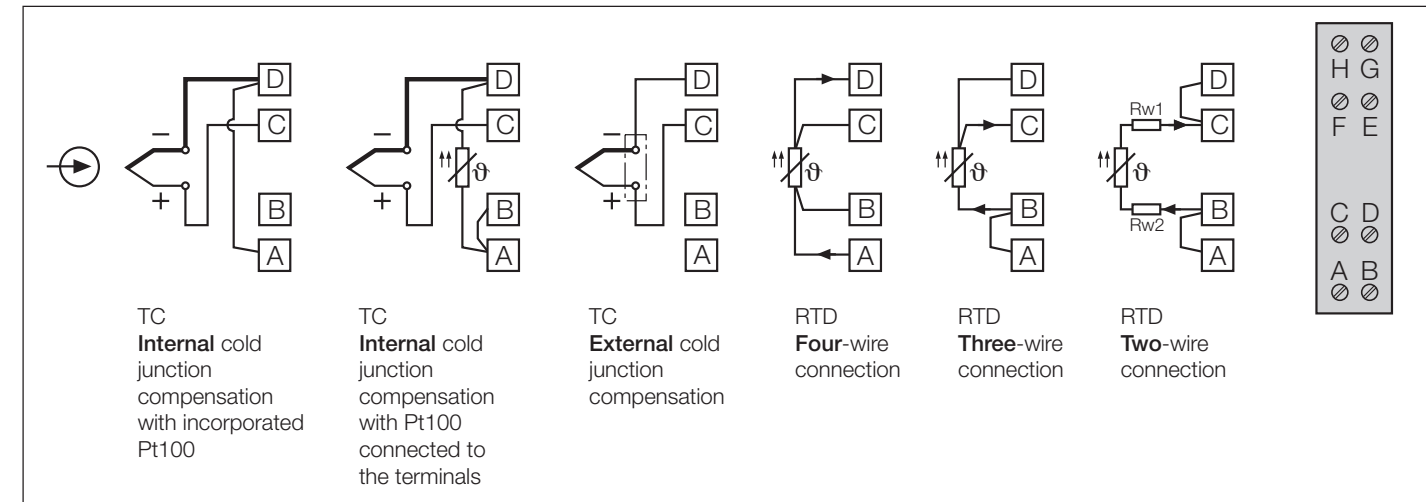 D
C
B
A
− +
TC
Internal cold
junction
compensation
with incorporated
Pt100
D
C
B
A
− +
ϑ
TC
Internal cold
junction
compensation
with Pt100
connected to
the terminals
D
C
B
A
− +
TC
External cold
junction
compensation
D
C
B
A
ϑ
RTD
Four-wire
connection
D
C
B
A
ϑ
RTD
Three-wire
connection
D
C
B
A
Rw1
ϑ
Rw2
RTD
Two-wire
connection
H G
F E
C D
A B